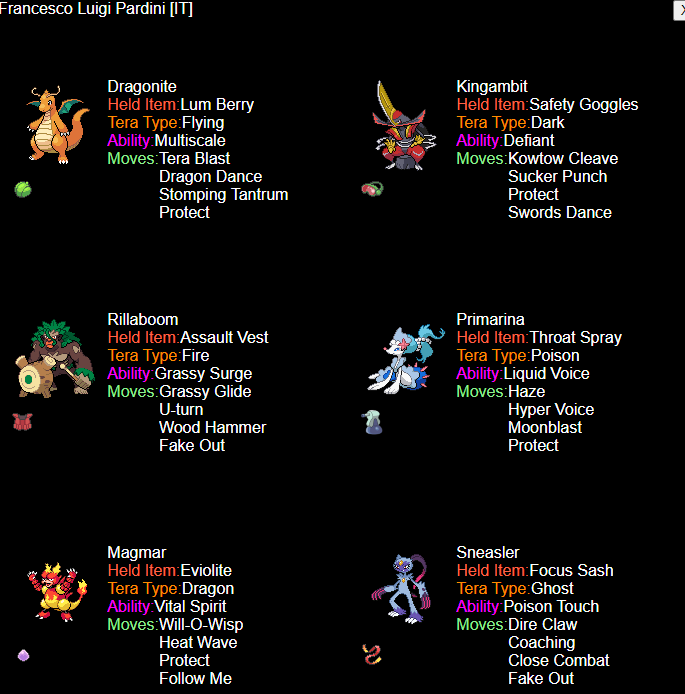 Francesco Luigi Pardini [IT]
X
Dragonite
Held Item:Lum Berry
Tera Type:Flying
Ability:Multiscale
Moves:Tera Blast
Dragon Dance
Stomping Tantrum
Protect
Kingambit
Held Item:Safety Goggles
Tera Type:Dark
Ability:Defiant
Moves:Kowtow Cleave
Sucker Punch
Protect
Swords Dance
Rillaboom
Held Item:Assault Vest
Tera Type:Fire
Ability:Grassy Surge
Moves:Grassy Glide
U-turn
Wood Hammer
Fake Out
Primarina
Held Item:Throat Spray
Tera Type:Poison
Ability:Liquid Voice
Moves:Haze
Hyper Voice
Moonblast
Protect
Magmar
Held Item:Eviolite
Tera Type:Dragon
Ability:Vital Spirit
Moves:Will-O-Wisp
Heat Wave
Protect
Follow Me
Sneasler
Held Item:Focus Sash
Tera Type:Ghost
Ability:Poison Touch
Moves:Dire Claw
Coaching
Close Combat
Fake Out